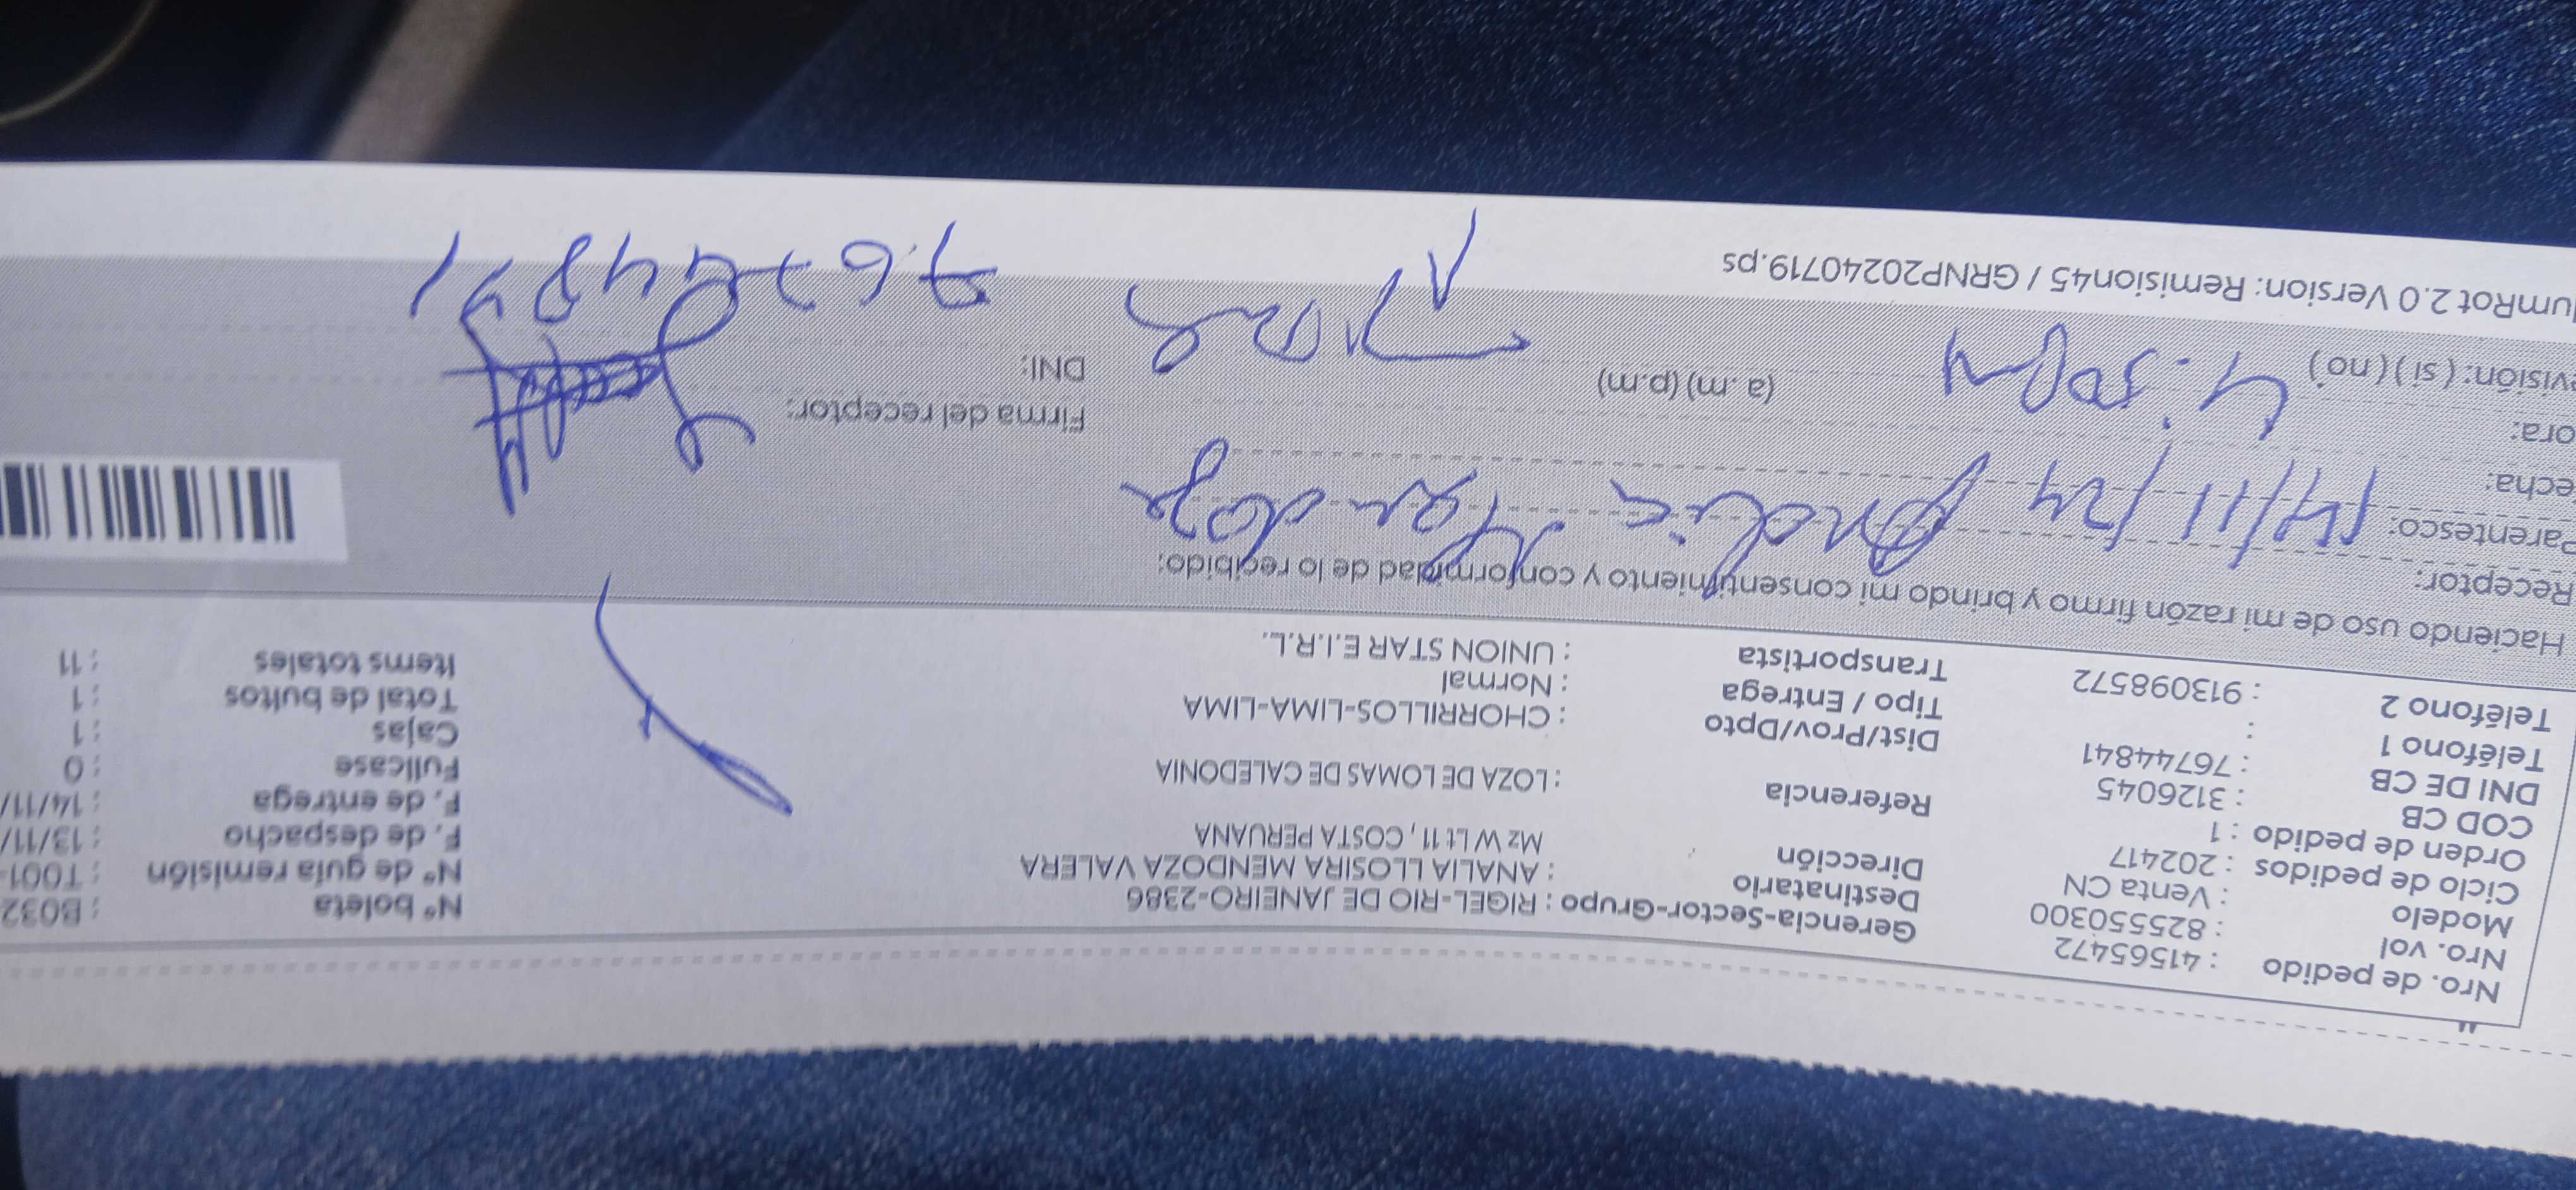 Nro. de pedido : 41565472
Nro. vol : 82550300
Modelo : Venta CN
Ciclo de pedidos : 202417
Orden de pedido : 1
COD CB : 3126045
DNI DE CB : 76744841
Teléfono 1 :
Teléfono 2 : 913098572
Gerencia-Sector-Grupo : RIGEL-RIO DE JANEIRO-2386
Destinatario : ANALIA LLOSIRA MENDOZA VALERA
Dirección Mz W Lt 11, COSTA PERUANA
Referencia : LOZA DE LOMAS DE CALEDONIA
Dist/Prov/Dpto : CHORRILLOS-LIMA-LIMA
Tipo / Entrega : Normal
Transportista : UNION STAR E.I.R.L.
Nº boleta : B032
Nº de guía remisión : T001-
F. de despacho : 13/11/
F. de entrega : 14/11/
Fullcase : 0
Cajas : 1
Total de bultos : 1
Items totales : 11
Haciendo uso de mi razón firmo y brindo mi consentimiento y conformidad de lo recibido:
Receptor:
Parentesco: 14/11/24
echa:
ora: 4:50pm
visión: (si) (no) (a.m) (p.m)
Firma del receptor:
DNI: 76744841
umRot 2.0 Version: Remision45 / GRNP20240719.ps